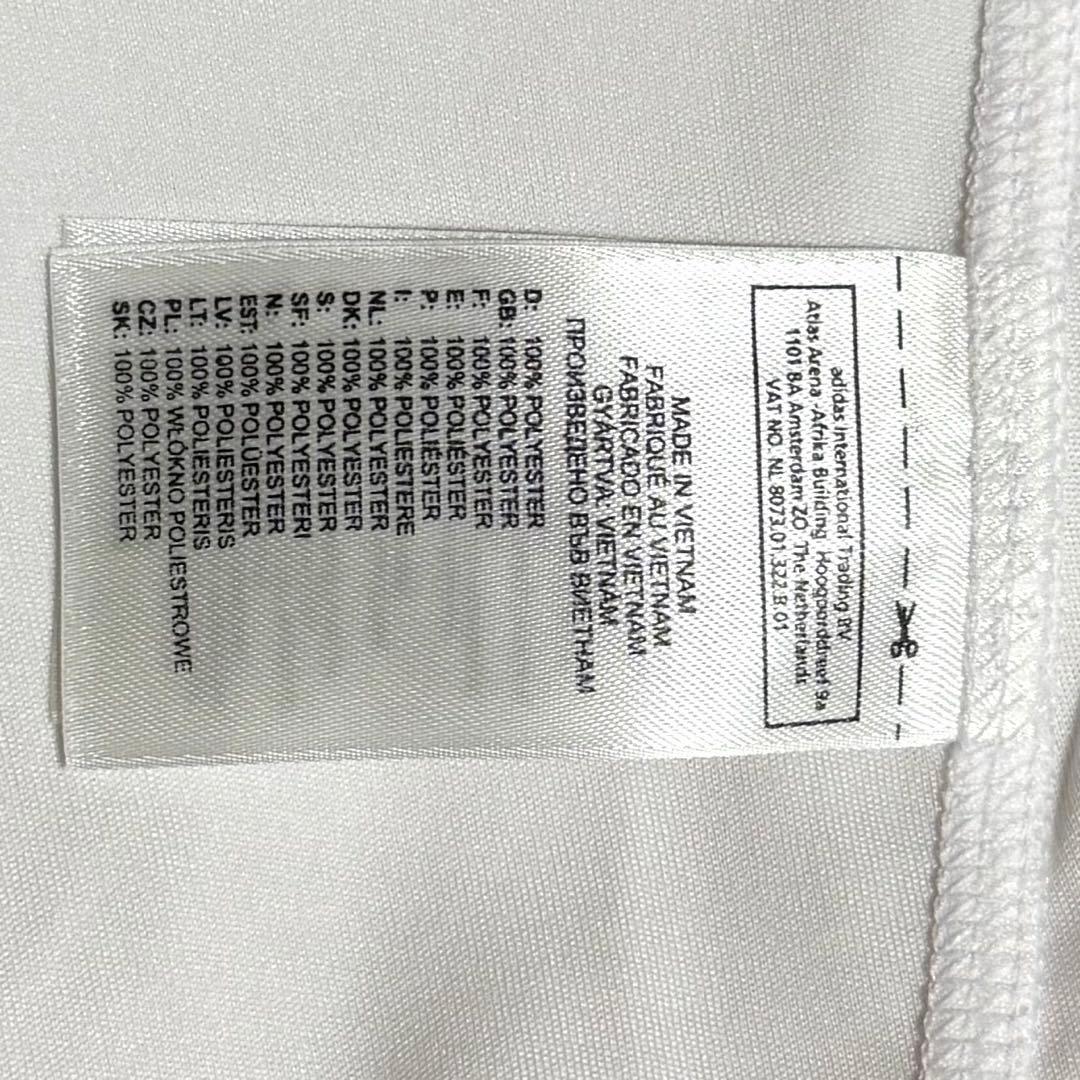 adidas International Trading BV
Atlas Arena Afrika Building Hoogoorddreef 9a
1101 BA Amsterdam ZO The Netherlands
VAT NO. NL 8073.01.322.B 01
MADE IN VIETNAM
FABRIQUÉ AU VIETNAM
FABRICADO EN VIETNAM
GYÁRTVA: VIETNAM
ПРОИЗВЕДЕНО ВЪВ ВИЕТНАМ
D: 100% POLYESTER
GB: 100% POLYESTER
F: 100% POLYESTER
E: 100% POLIÉSTER
P: 100% POLIÉSTER
I: 100% POLIESTERE
NL: 100% POLYESTER
DK: 100% POLYESTER
S: 100% POLYESTER
SF: 100% POLYESTERI
N: 100% POLYESTER
EST: 100% POLÜESTER
LV: 100% POLIESTERIS
LT: 100% POLIESTERIS
PL: 100% WŁÓKNO POLIESTROWE
CZ: 100% POLYESTER
SK: 100% POLYESTER